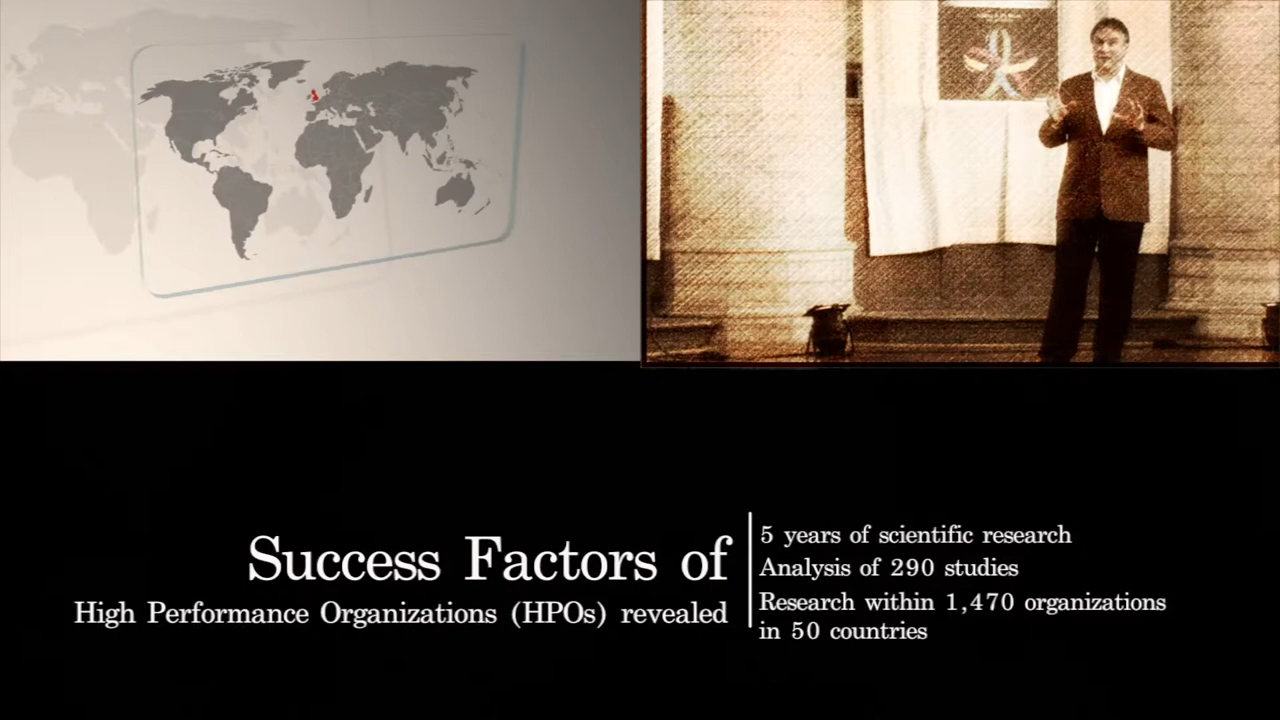 Success Factors of
High Performance Organizations (HPOs) revealed
5 years of scientific research
Analysis of 290 studies
Research within 1,470 organizations
in 50 countries